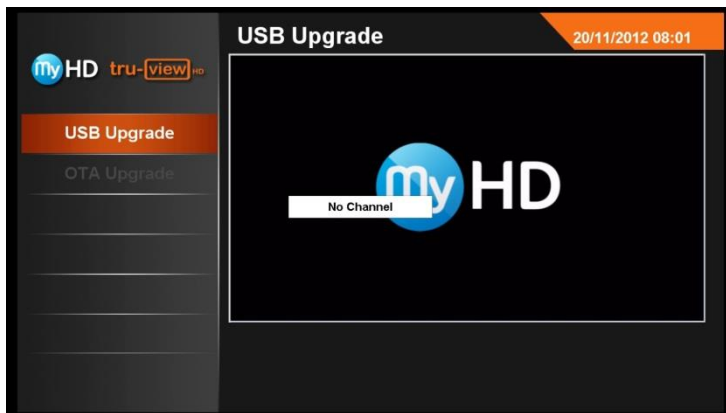 USB Upgrade
20/11/2012 08:01
my HD tru-view HD
USB Upgrade
OTA Upgrade
my HD
No Channel